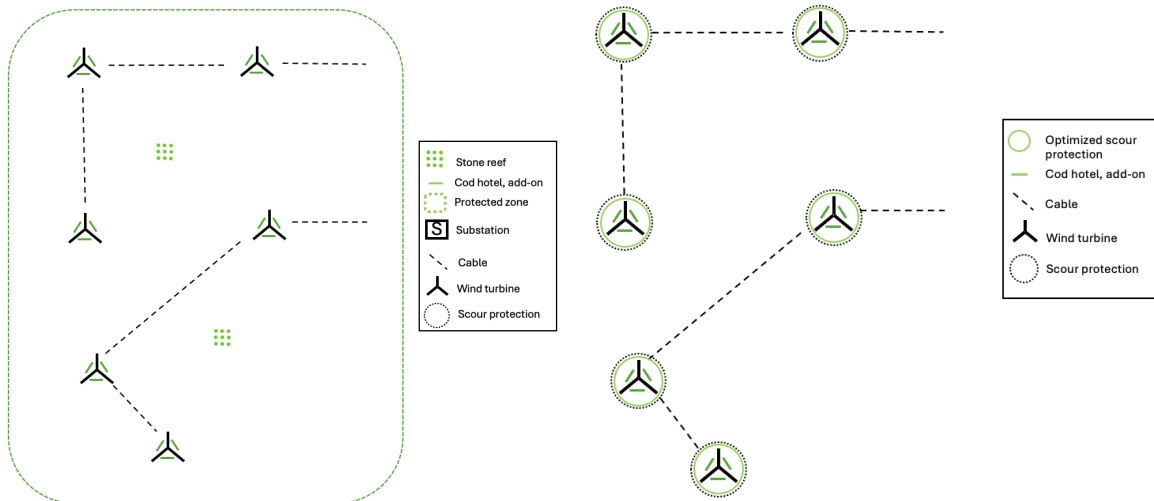 Stone reef
Cod hotel, add-on
Protected zone
S Substation
Cable
Wind turbine
Scour protection
Optimized scour
protection
Cod hotel, add-on
Cable
Wind turbine
Scour protection